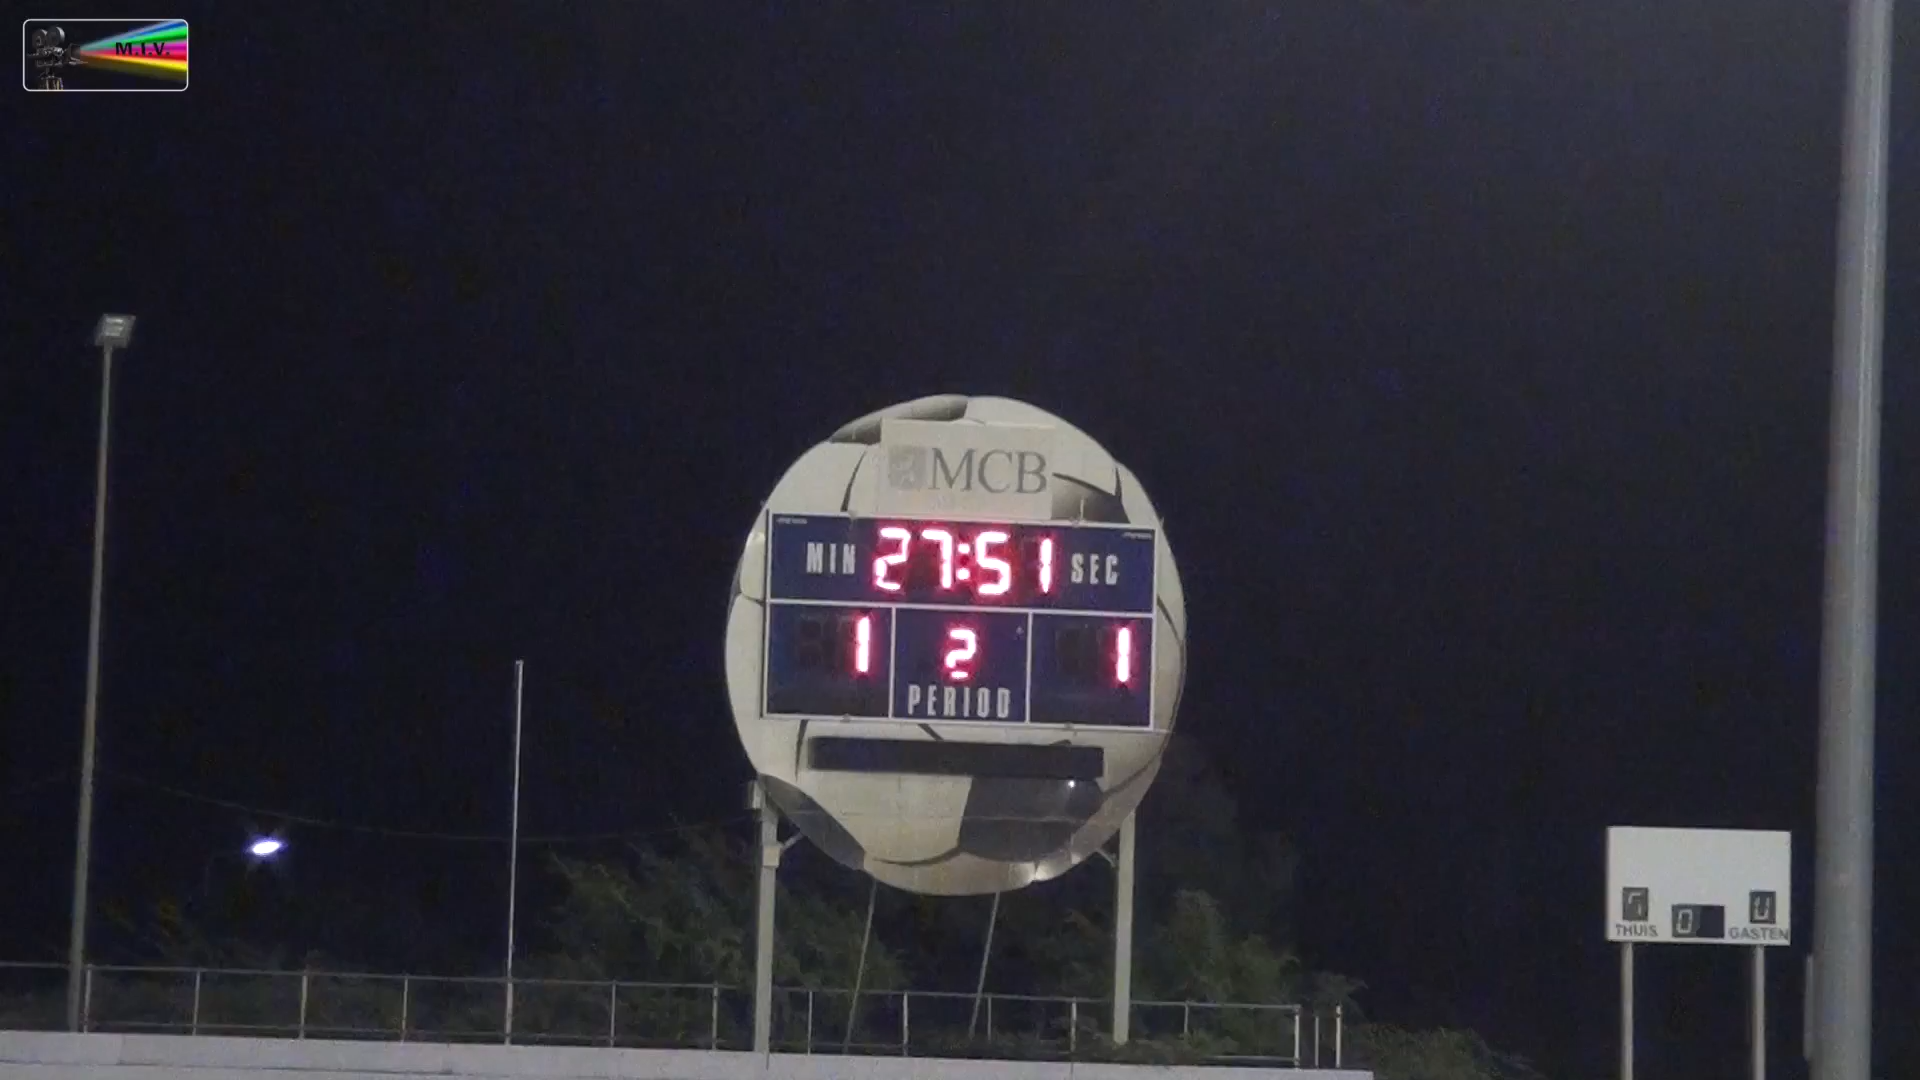 M.I.V.
MCB
MIN 27:51 SEC
1 2 1
PERIOD
0
THUIS GASTEN